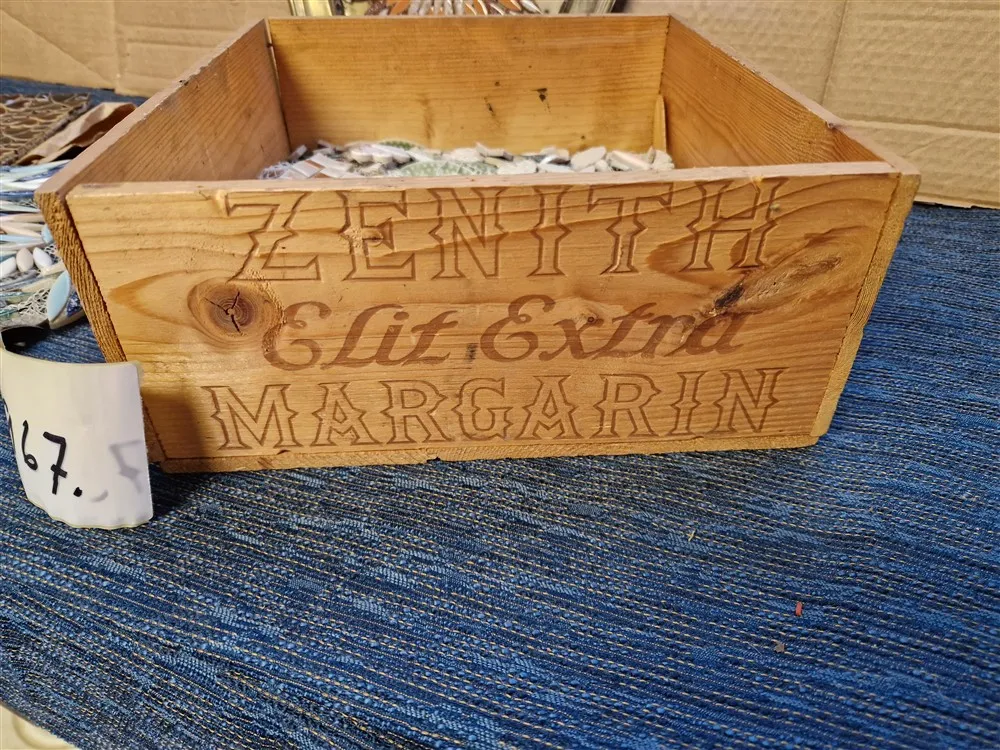 ZENITH
Elit Extra
MARGARIN
67.